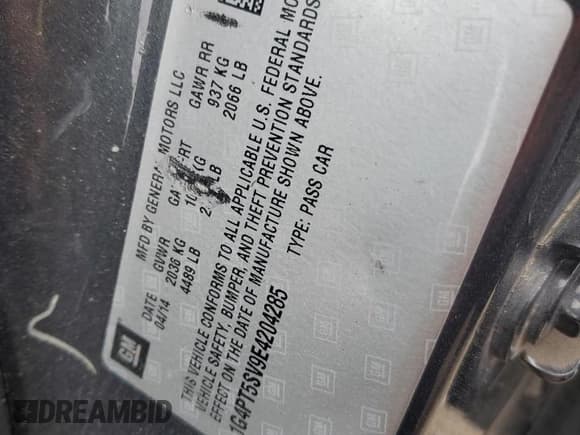 GM
MFD BY GENERAL MOTORS LLC
DATE GVWR GAWR RR
04/14 2036 KG 937 KG
4489 LB 2066 LB
THIS VEHICLE CONFORMS TO ALL APPLICABLE U.S. FEDERAL
VEHICLE SAFETY, BUMPER, AND THEFT PREVENTION STANDARDS
EFFECT ON THE DATE OF MANUFACTURE SHOWN ABOVE.
1G4PT5SV9E4204285 TYPE: PASS CAR
DREAMBID